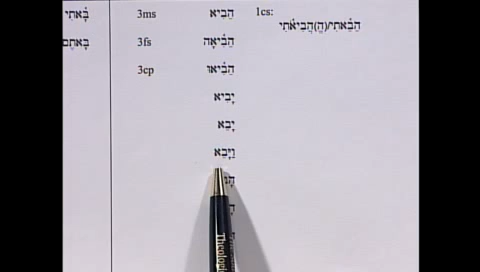 בָּ֫אתִי 3ms הֵבִיא 1cs:
הֵבֵ֫אתִי/(הֲ)הֲבִיאֹ֫תִי
בָּאתֶם 3fs הֵבִ֫יאָה
3cp הֵבִ֫יאוּ
יָבִיא
יָבֵא
וַיָּבֵא